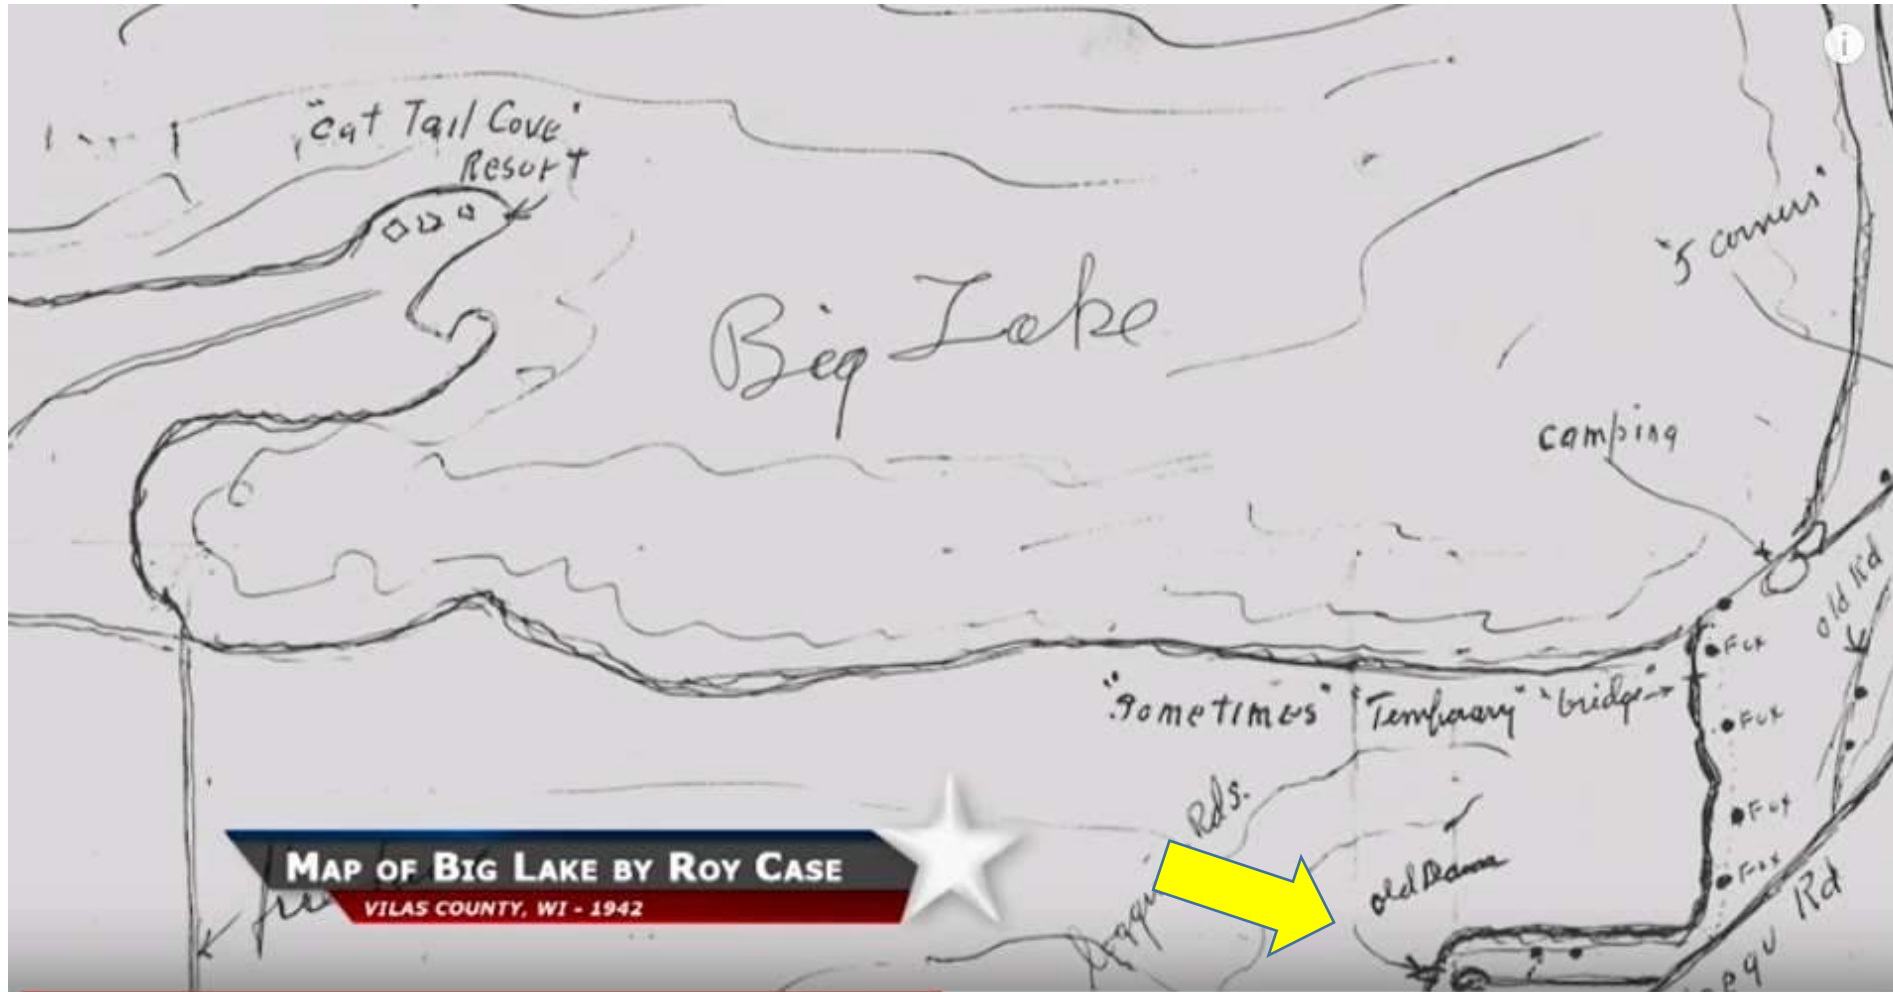 "Cat Tail Cove"
Resort
Big Lake
"5 corners"
camping
old Rd
Fox
"Sometimes" "Temporary" "bridge"
Fox
Rds.
Fox
old Dam
Fox
Rd
MAP OF BIG LAKE BY ROY CASE
VILAS COUNTY, WI - 1942